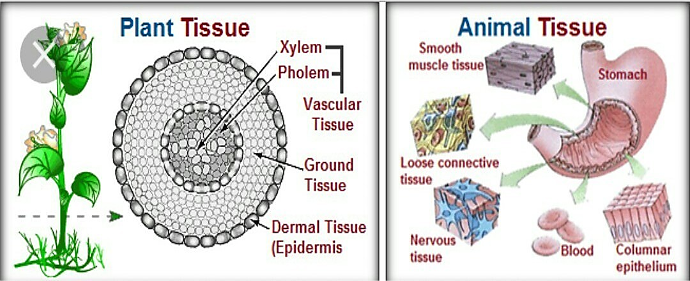 Plant Tissue
Xylem
Pholem
Vascular
Tissue
Ground
Tissue
Dermal Tissue
(Epidermis
Animal Tissue
Smooth
muscle tissue
Stomach
Loose connective
tissue
Nervous
tissue
Blood
Columnar
epithelium